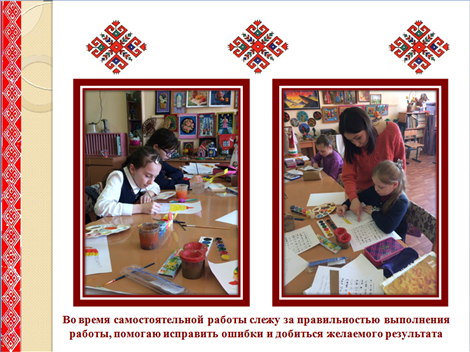 Во время самостоятельной работы слежу за правильностью выполнения
работы, помогаю исправить ошибки и добиться желаемого результата